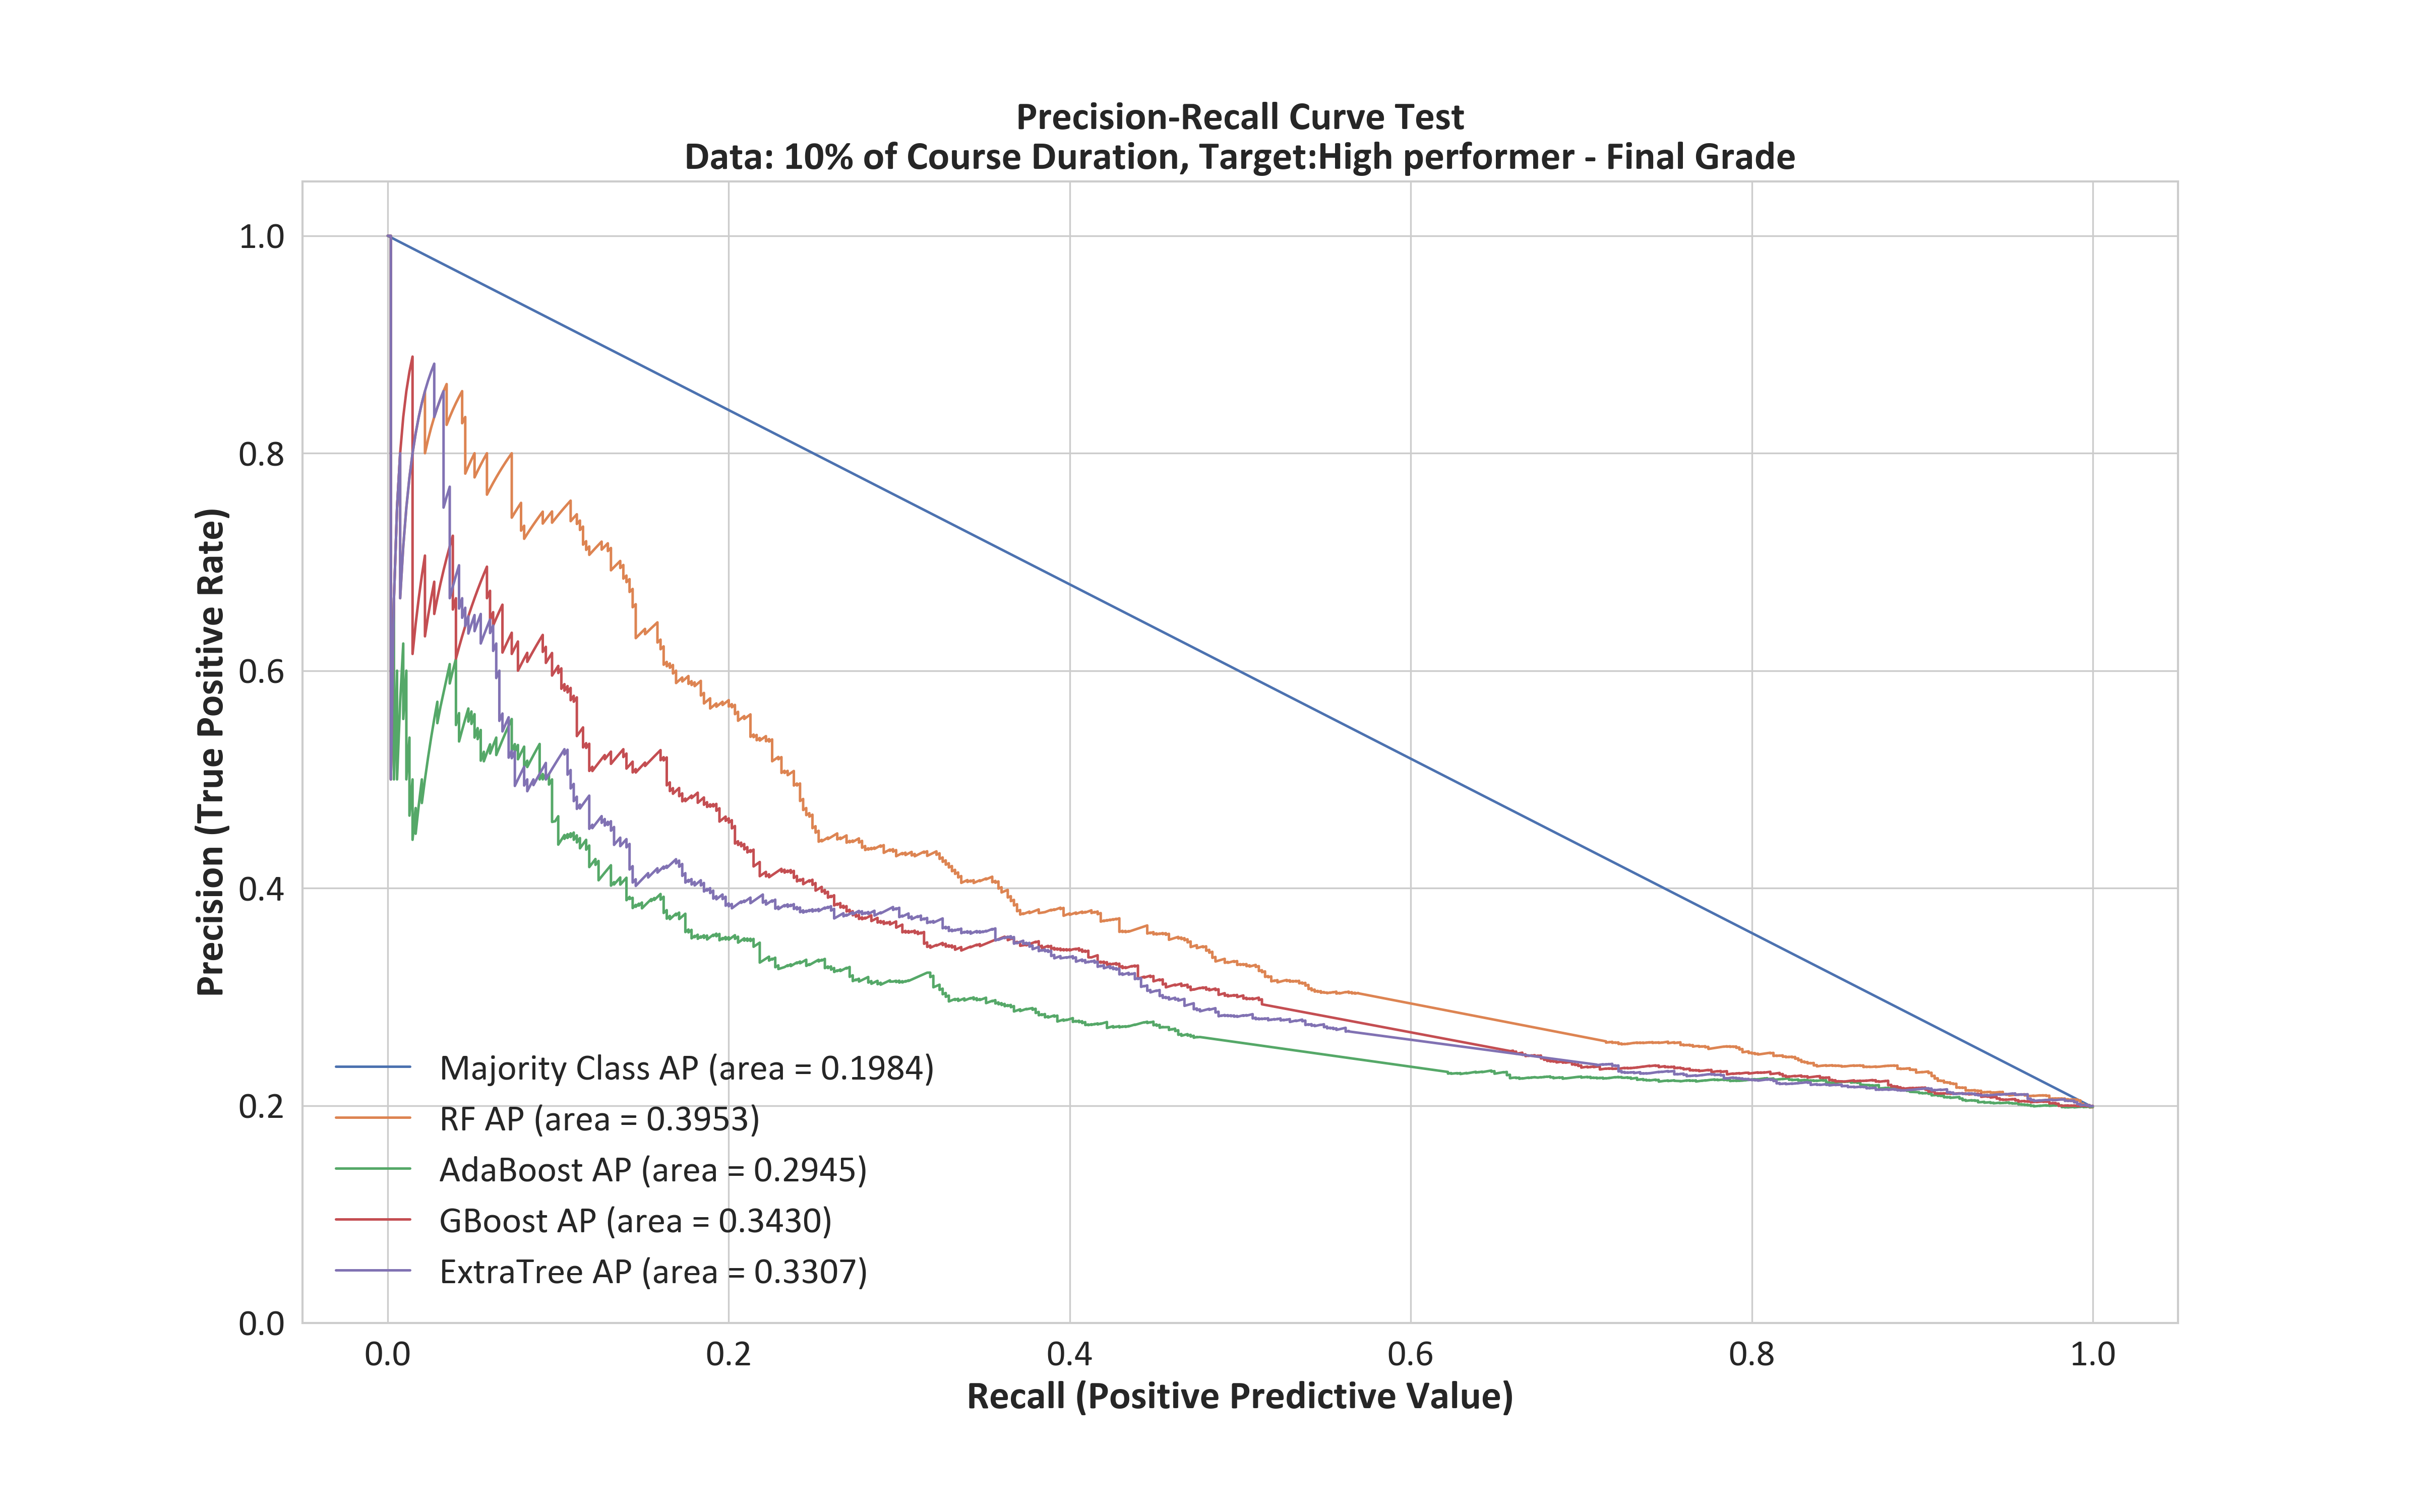 Precision-Recall Curve Test
Data: 10% of Course Duration, Target:High performer - Final Grade
1.0
0.8
0.6
0.4
0.2
0.0
Precision (True Positive Rate)
Majority Class AP (area = 0.1984)
RF AP (area = 0.3953)
AdaBoost AP (area = 0.2945)
GBoost AP (area = 0.3430)
ExtraTree AP (area = 0.3307)
0.0 0.2 0.4 0.6 0.8 1.0
Recall (Positive Predictive Value)